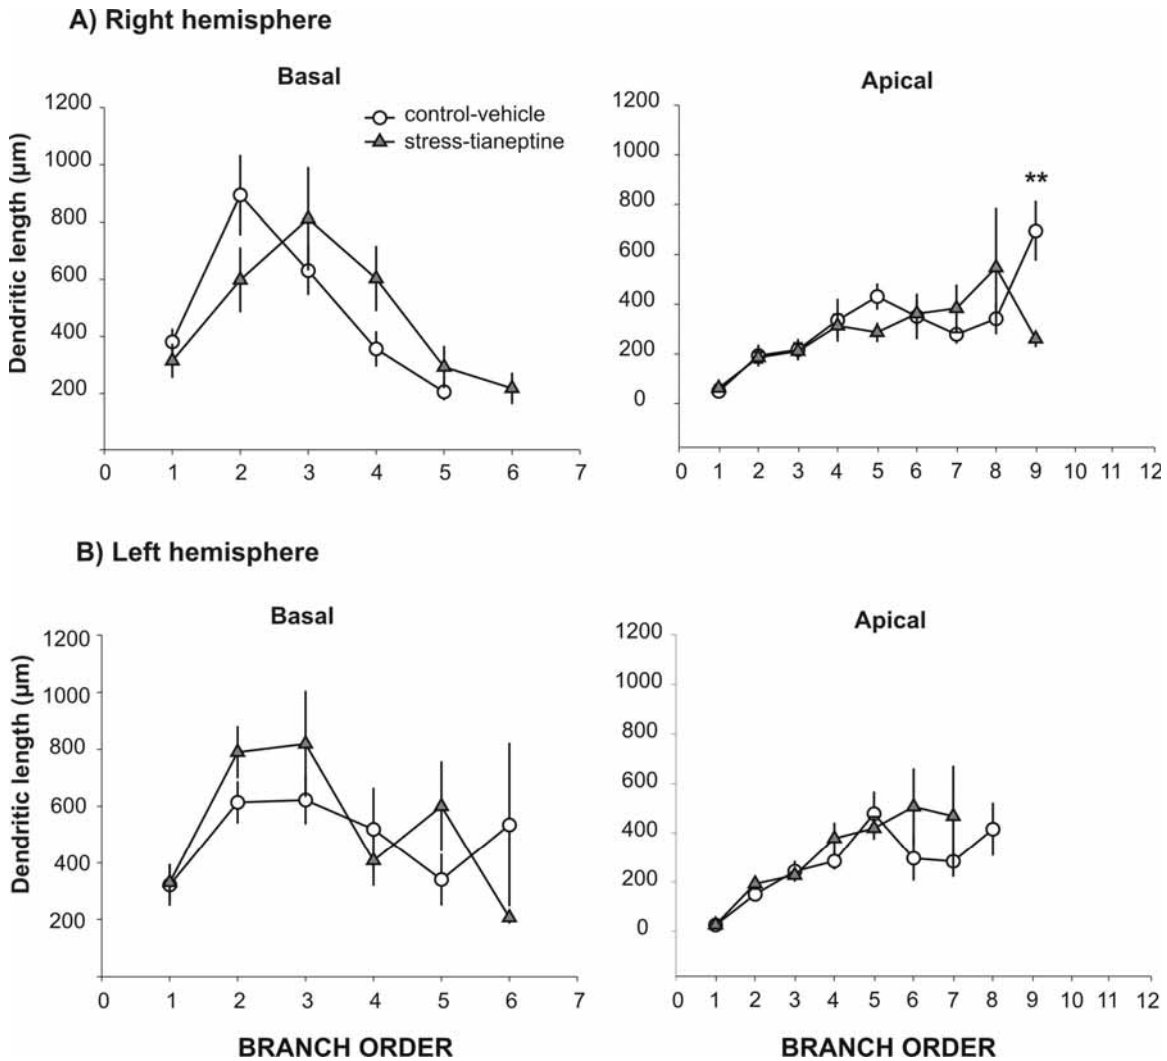 A) Right hemisphere
Basal
Apical
control-vehicle
stress-tianeptine
Dendritic length (µm)
1200
1000
800
600
400
200
0 1 2 3 4 5 6 7
1200
1000
800
600
400
200
0
**
0 1 2 3 4 5 6 7 8 9 10 11 12
B) Left hemisphere
Basal
Apical
Dendritic length (µm)
1200
1000
800
600
400
200
0 1 2 3 4 5 6 7
1200
1000
800
600
400
200
0
0 1 2 3 4 5 6 7 8 9 10 11 12
BRANCH ORDER
BRANCH ORDER